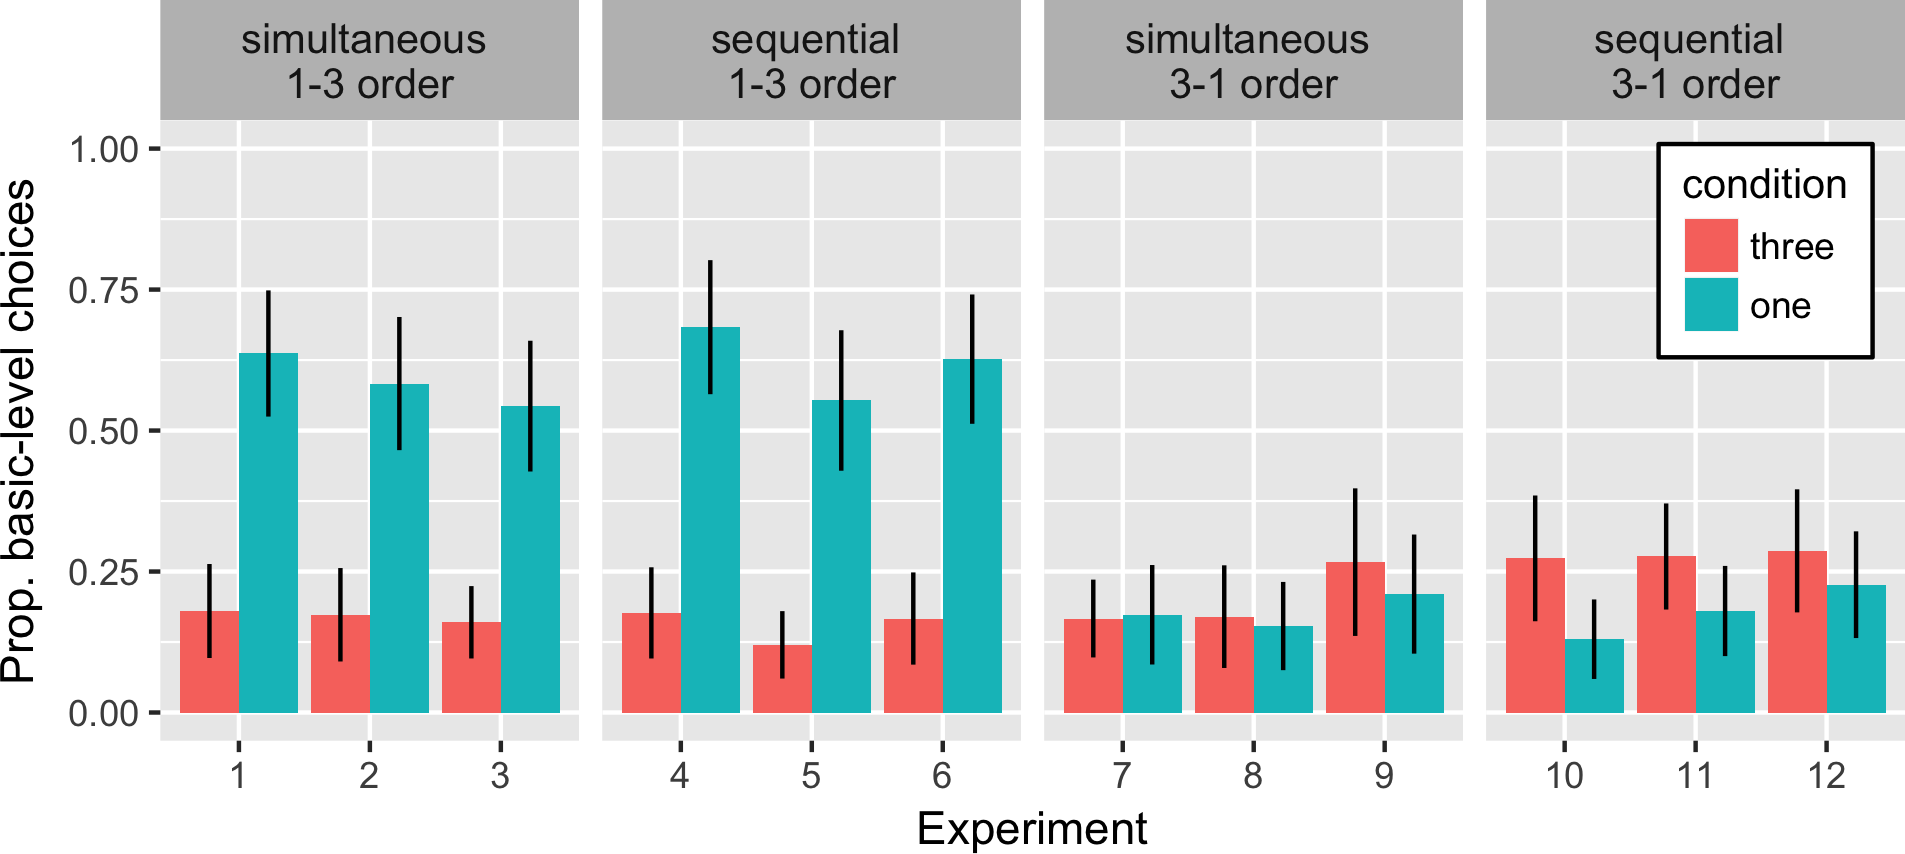 simultaneous
1-3 order
sequential
1-3 order
simultaneous
3-1 order
sequential
3-1 order
Prop. basic-level choices
1.00
0.75
0.50
0.25
0.00
condition
three
one
1 2 3 4 5 6 7 8 9 10 11 12
Experiment